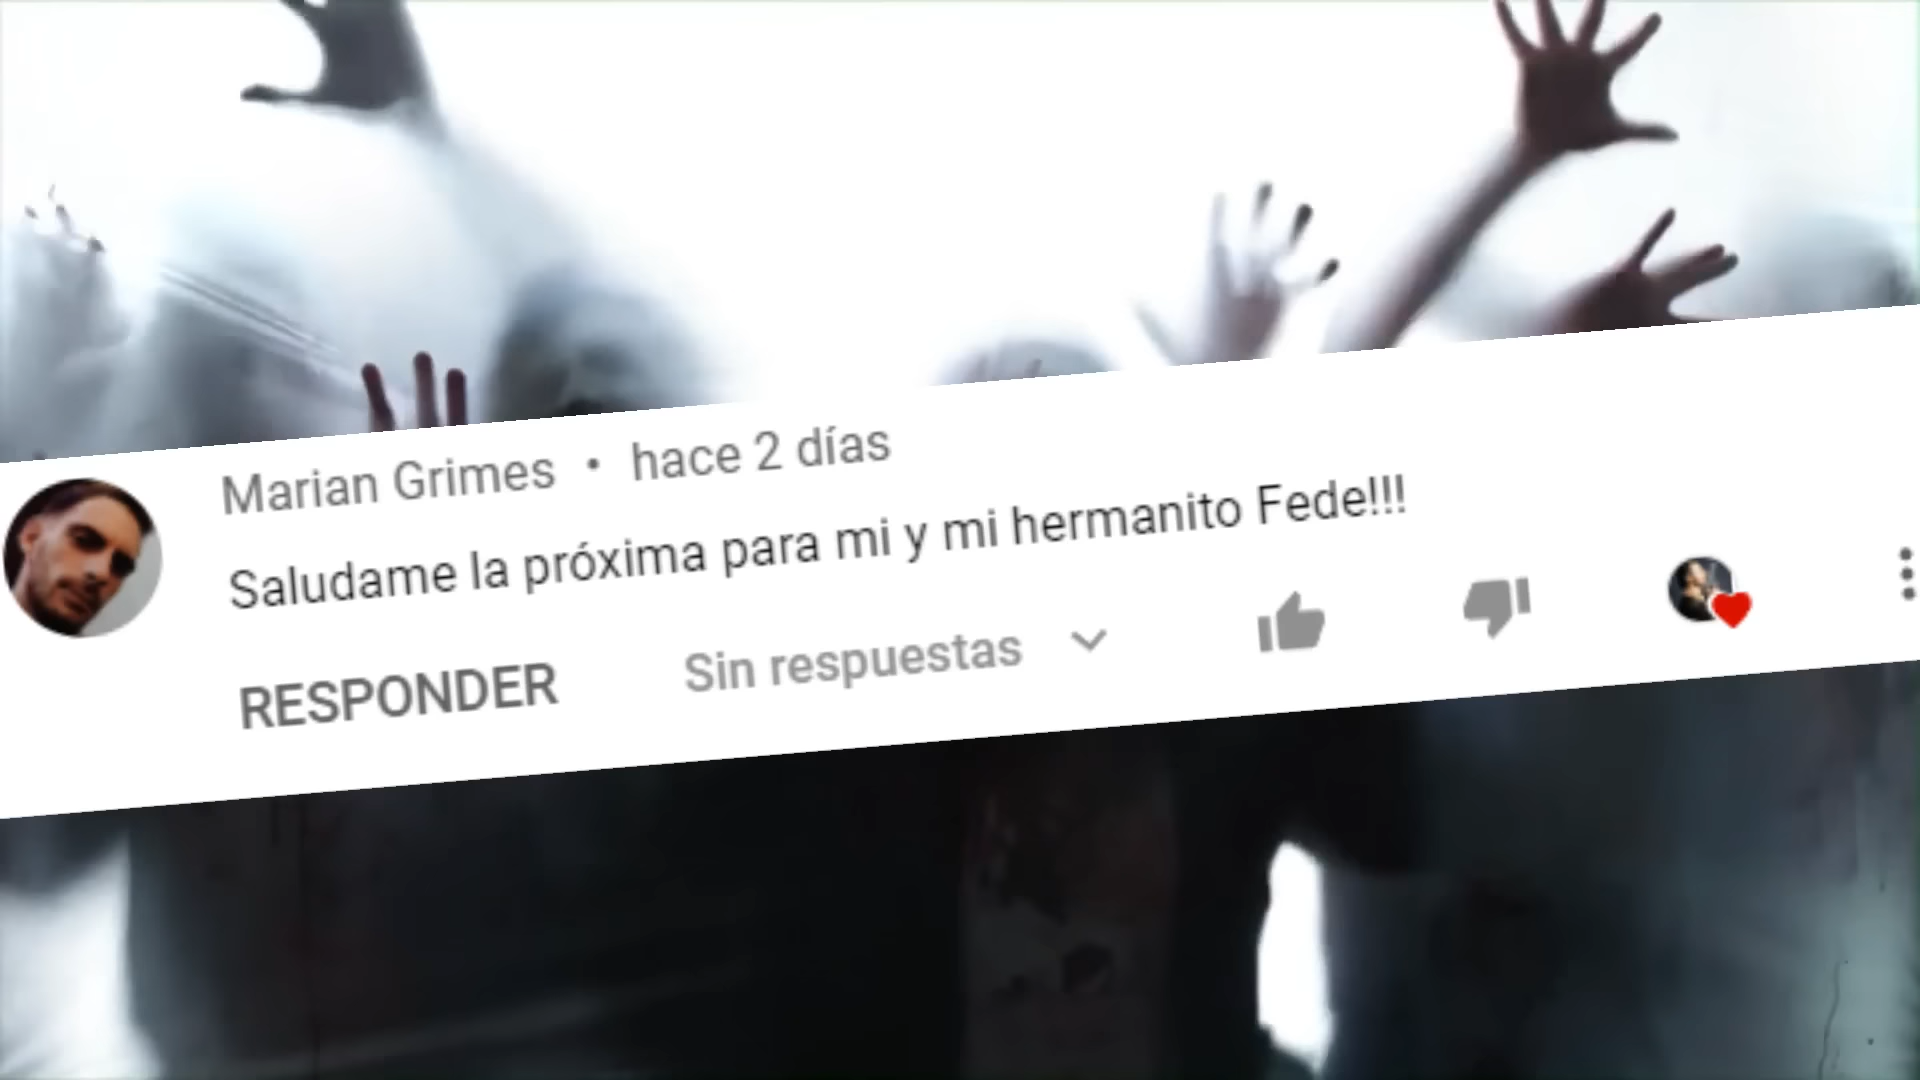 Marian Grimes • hace 2 días
Saludame la próxima para mi y mi hermanito Fede!!!
RESPONDER Sin respuestas